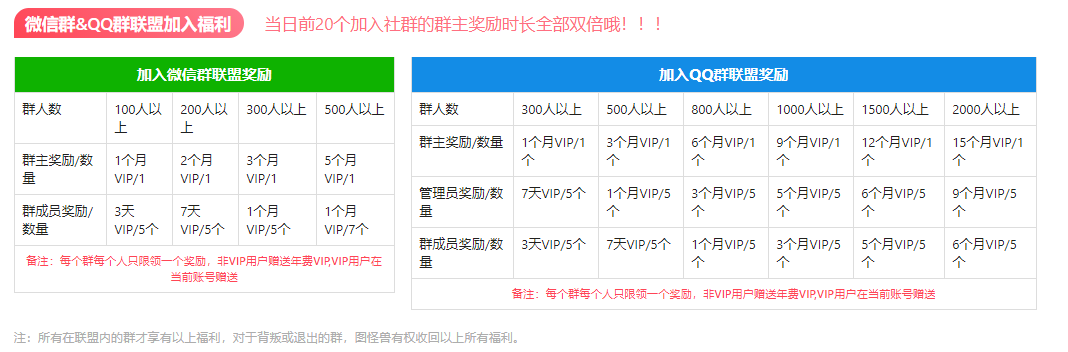 微信群&QQ群联盟加入福利 当日前20个加入社群的群主奖励时长全部双倍哦！！！
加入微信群联盟奖励
群人数 100人以上 200人以上 300人以上 500人以上
群主奖励/数量 1个月VIP/1 2个月VIP/1 3个月VIP/1 5个月VIP/1
群成员奖励/数量 3天VIP/5个 7天VIP/5个 1个月VIP/5个 1个月VIP/7个
备注：每个群每个人只限领一个奖励，非VIP用户赠送年费VIP,VIP用户在
当前账号赠送
加入QQ群联盟奖励
群人数 300人以上 500人以上 800人以上 1000人以上 1500人以上 2000人以上
群主奖励/数量 1个月VIP/1个 3个月VIP/1个 6个月VIP/1个 9个月VIP/1个 12个月VIP/1个 15个月VIP/1个
管理员奖励/数量 7天VIP/5个 1个月VIP/5个 3个月VIP/5个 5个月VIP/5个 6个月VIP/5个 9个月VIP/5个
群成员奖励/数量 3天VIP/5个 7天VIP/5个 1个月VIP/5个 3个月VIP/5个 5个月VIP/5个 6个月VIP/5个
备注：每个群每个人只限领一个奖励，非VIP用户赠送年费VIP,VIP用户在当前账号赠送
注：所有在联盟内的群才享有以上福利，对于背叛或退出的群，图怪兽有权收回以上所有福利。